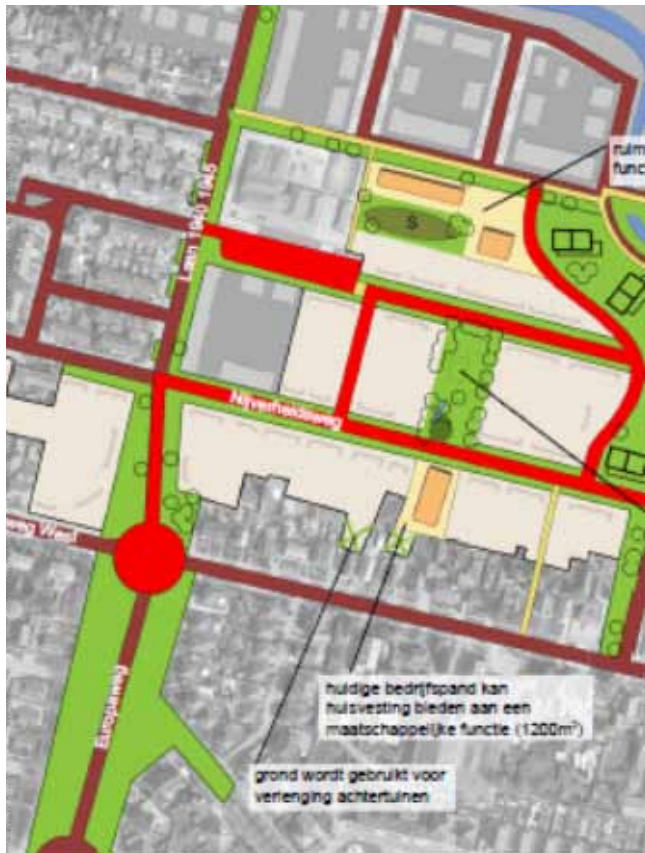 ruim
func
Laan 1940 1945
S
Nijverheidsweg
weg West
Europaweg
huidige bedrijfspand kan
huisvesting bieden aan een
maatschappelijke functie (1200m²)
grond wordt gebruikt voor
verlenging achtertuinen